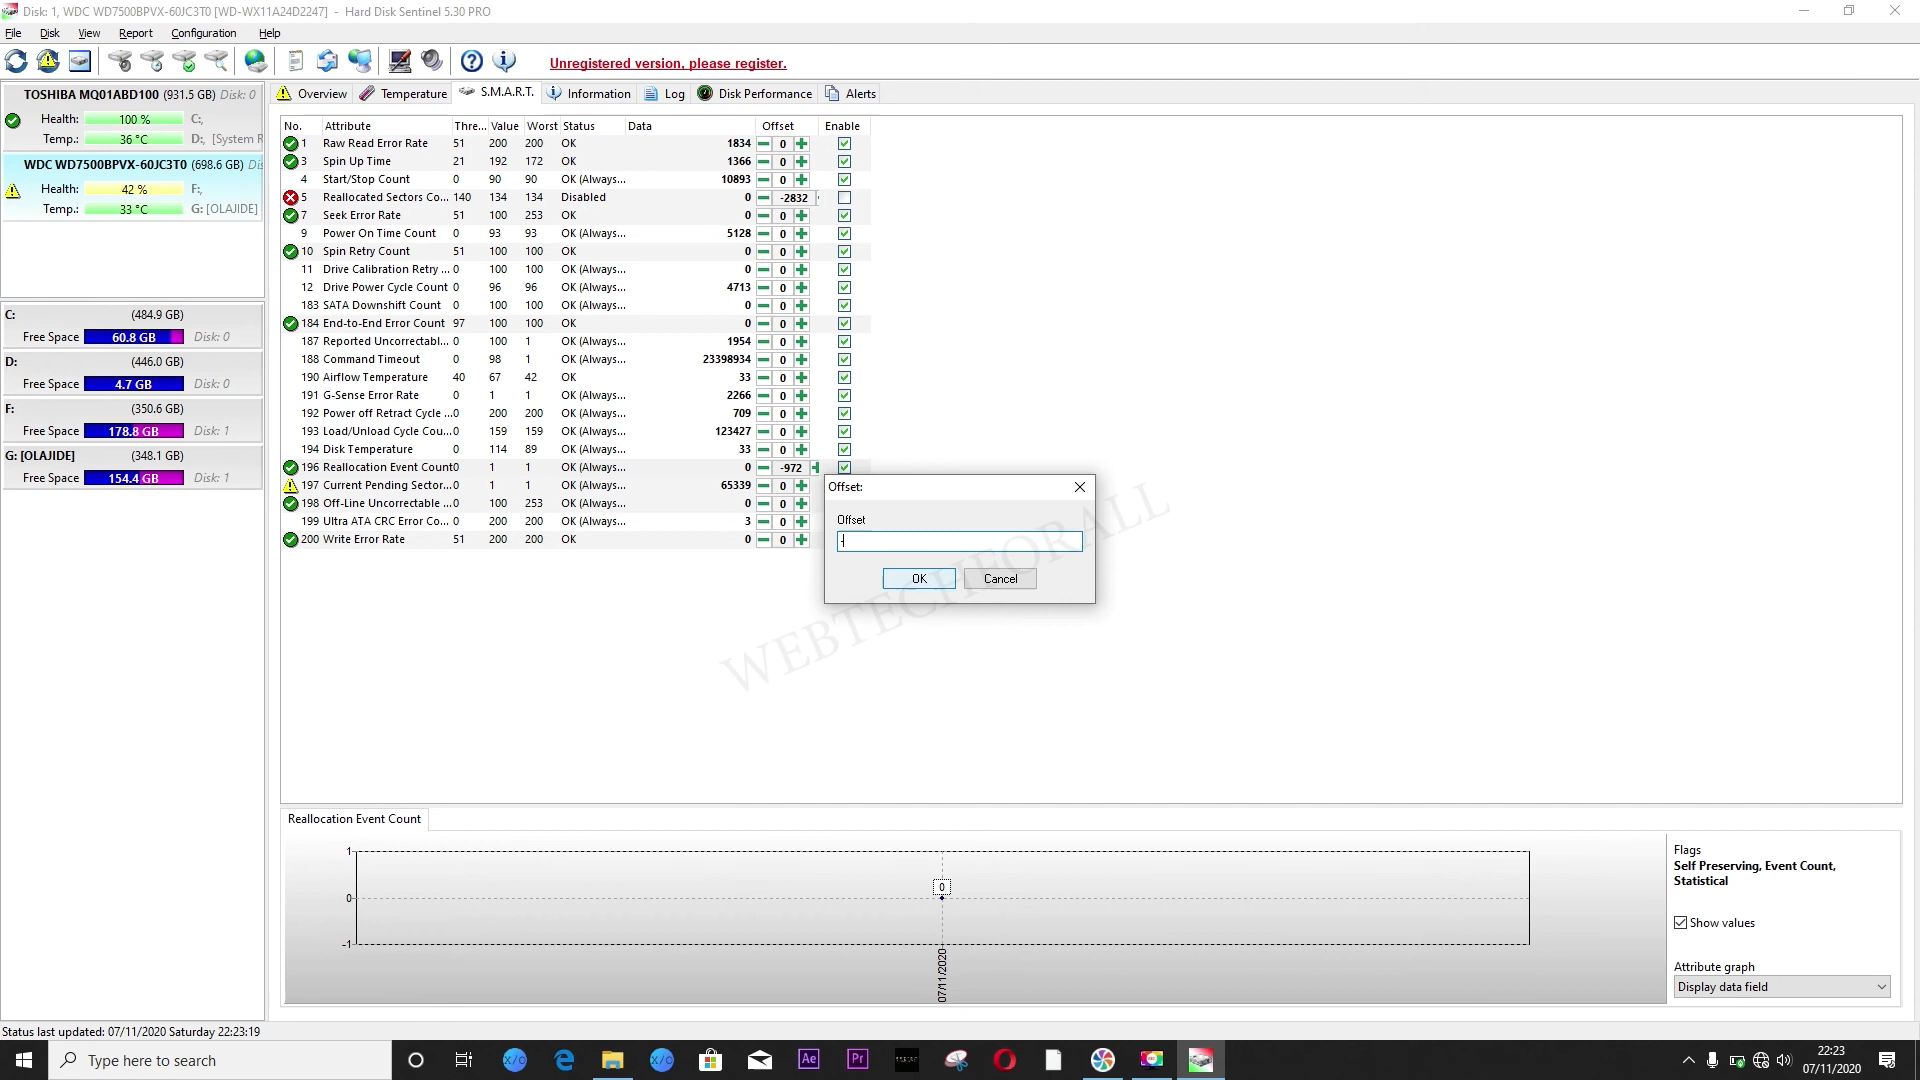 Disk: 1, WDC WD7500BPVX-60JC3T0 [WD-WX11A24D2247] - Hard Disk Sentinel 5.30 PRO
File Disk View Report Configuration Help
Unregistered version, please register.
TOSHIBA MQ01ABD100 (931.5 GB) Disk: 0
Health: 100 % C:,
Temp.: 36 °C D:, [System R
WDC WD7500BPVX-60JC3T0 (698.6 GB) Dis
Health: 42 % F:,
Temp.: 33 °C G: [OLAJIDE]
C: (484.9 GB)
Free Space 60.8 GB Disk: 0
D: (446.0 GB)
Free Space 4.7 GB Disk: 0
F: (350.6 GB)
Free Space 178.8 GB Disk: 1
G: [OLAJIDE] (348.1 GB)
Free Space 154.4 GB Disk: 1
Overview Temperature S.M.A.R.T. Information Log Disk Performance Alerts
No. Attribute Thre... Value Worst Status Data Offset Enable
1 Raw Read Error Rate 51 200 200 OK 1834 0
3 Spin Up Time 21 192 172 OK 1366 0
4 Start/Stop Count 0 90 90 OK (Always... 10893 0
5 Reallocated Sectors Co... 140 134 134 Disabled 0 -2832
7 Seek Error Rate 51 100 253 OK 0 0
9 Power On Time Count 0 93 93 OK (Always... 5128 0
10 Spin Retry Count 51 100 100 OK 0 0
11 Drive Calibration Retry ... 0 100 100 OK (Always... 0 0
12 Drive Power Cycle Count 0 96 96 OK (Always... 4713 0
183 SATA Downshift Count 0 100 100 OK (Always... 0 0
184 End-to-End Error Count 97 100 100 OK 0 0
187 Reported Uncorrectabl... 0 100 1 OK (Always... 1954 0
188 Command Timeout 0 98 1 OK (Always... 23398934 0
190 Airflow Temperature 40 67 42 OK 33 0
191 G-Sense Error Rate 0 1 1 OK (Always... 2266 0
192 Power off Retract Cycle ... 0 200 200 OK (Always... 709 0
193 Load/Unload Cycle Cou... 0 159 159 OK (Always... 123427 0
194 Disk Temperature 0 114 89 OK (Always... 33 0
196 Reallocation Event Count 0 1 1 OK (Always... 0 -972
197 Current Pending Sector... 0 1 1 OK (Always... 65339 0
198 Off-Line Uncorrectable ... 0 100 253 OK (Always... 0 0
199 Ultra ATA CRC Error Co... 0 200 200 OK (Always... 3 0
200 Write Error Rate 51 200 200 OK 0 0
Offset:
Offset
-
OK Cancel
WEBTECHFORALL
Reallocation Event Count
1
0
-1
0
07/11/2020
Flags
Self Preserving, Event Count,
Statistical
Show values
Attribute graph
Display data field
Status last updated: 07/11/2020 Saturday 22:23:19
Type here to search
X/O
X/O
Ae
Pr
22:23
07/11/2020